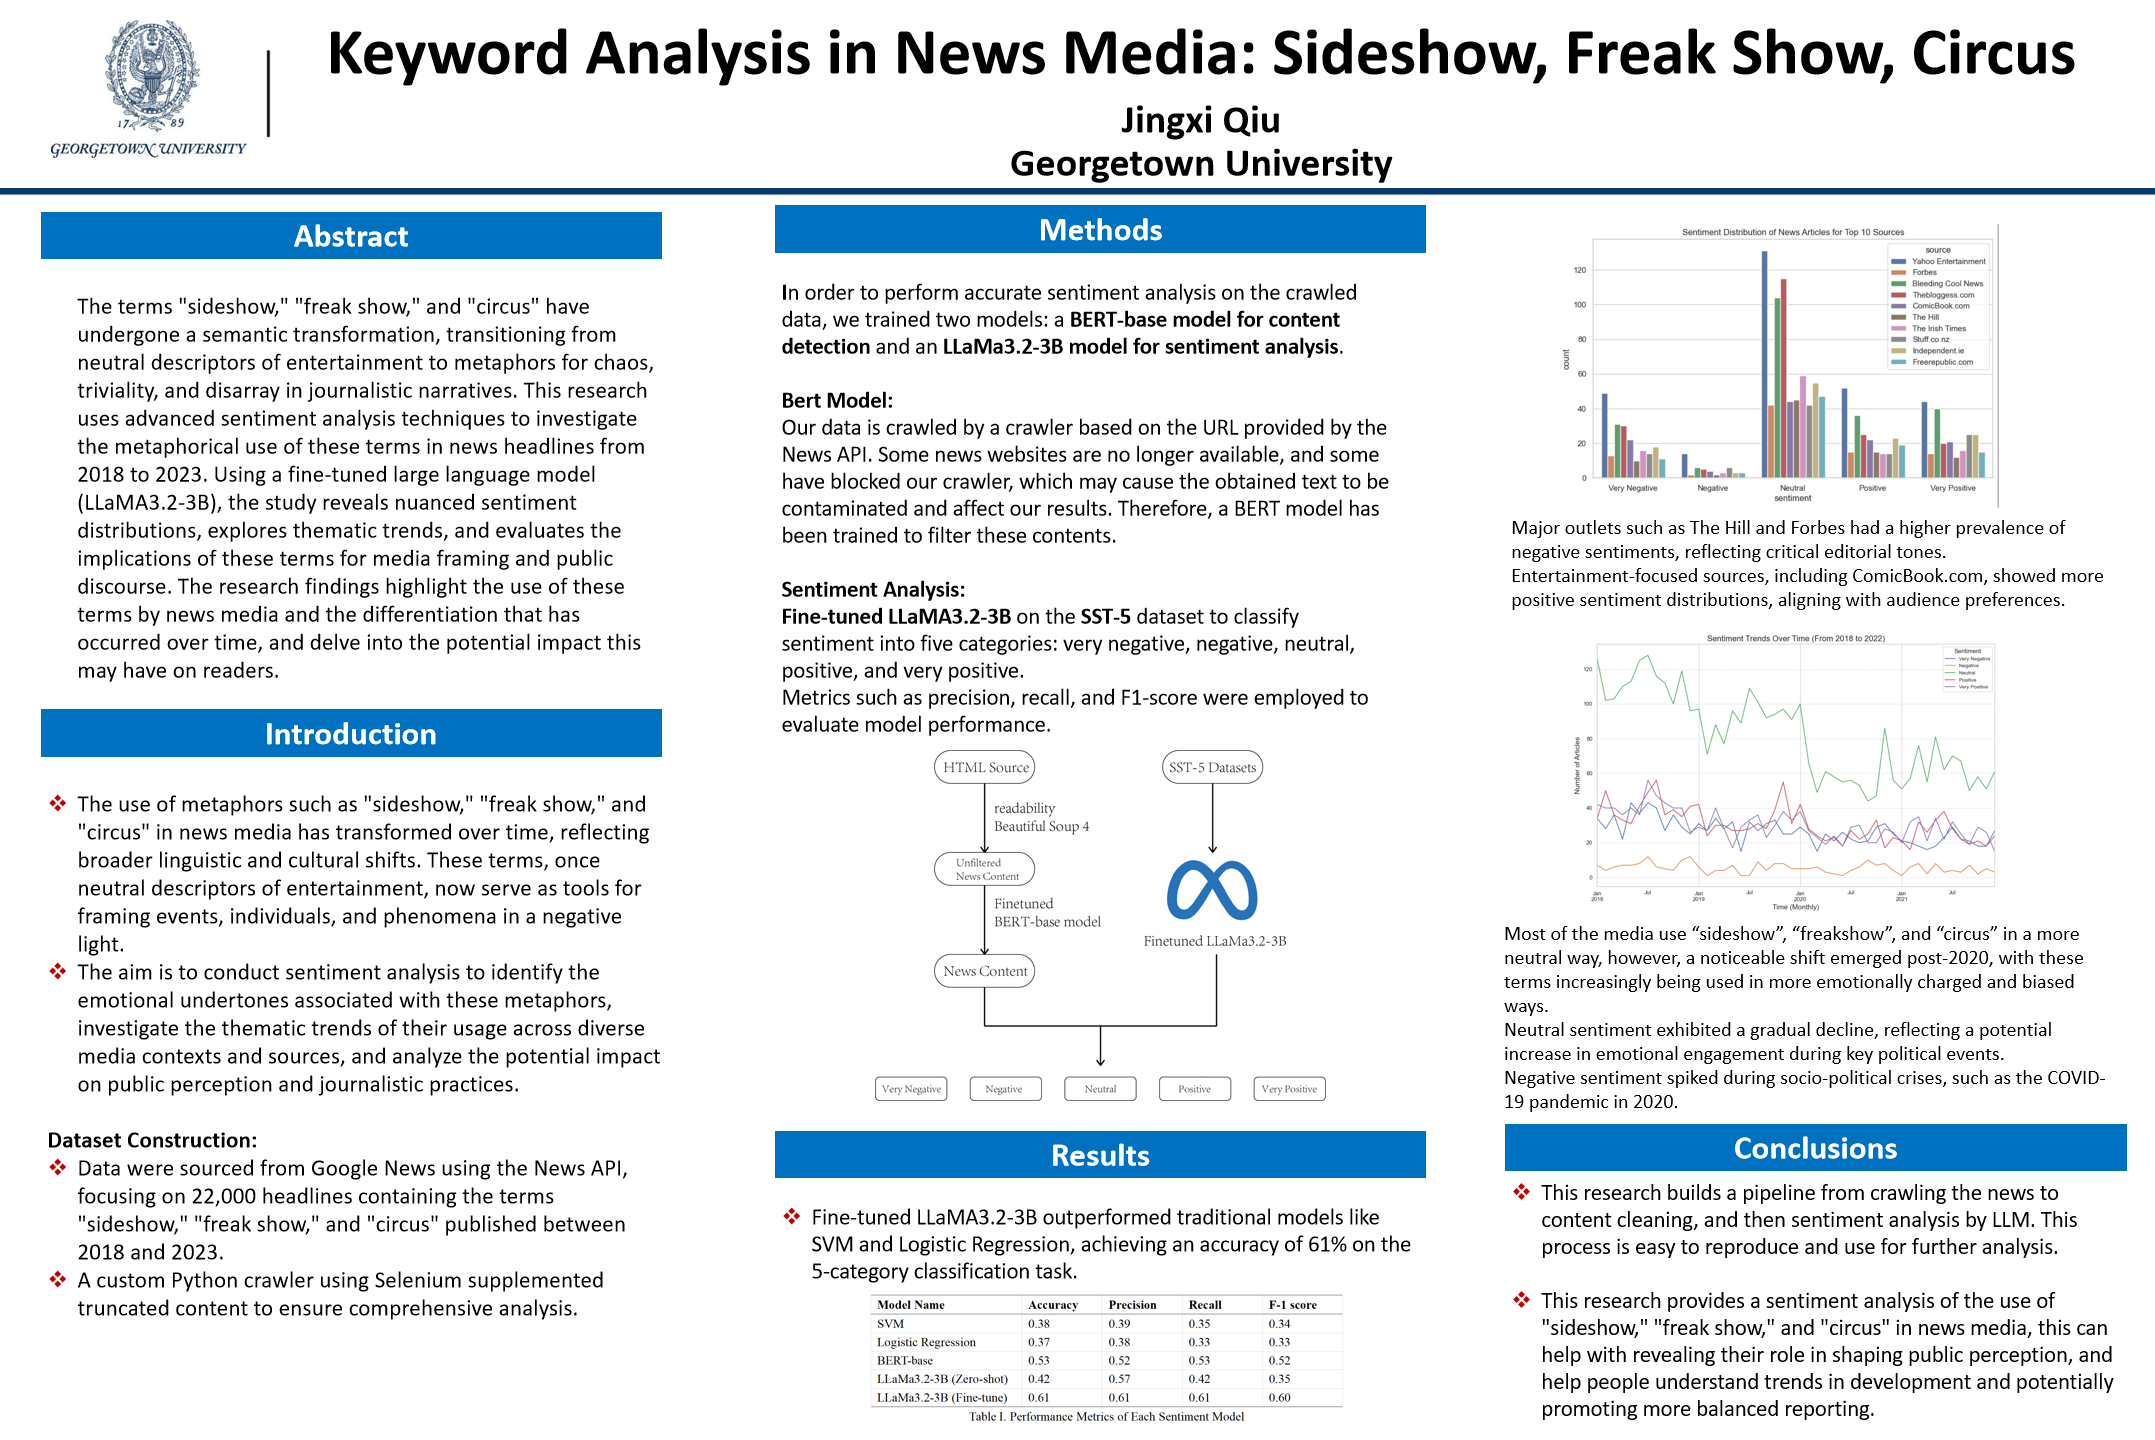 17 89
GEORGETOWN UNIVERSITY
Keyword Analysis in News Media: Sideshow, Freak Show, Circus
Jingxi Qiu
Georgetown University
Abstract
The terms "sideshow," "freak show," and "circus" have
undergone a semantic transformation, transitioning from
neutral descriptors of entertainment to metaphors for chaos,
triviality, and disarray in journalistic narratives. This research
uses advanced sentiment analysis techniques to investigate
the metaphorical use of these terms in news headlines from
2018 to 2023. Using a fine-tuned large language model
(LLaMA3.2-3B), the study reveals nuanced sentiment
distributions, explores thematic trends, and evaluates the
implications of these terms for media framing and public
discourse. The research findings highlight the use of these
terms by news media and the differentiation that has
occurred over time, and delve into the potential impact this
may have on readers.
Introduction
The use of metaphors such as "sideshow," "freak show," and
"circus" in news media has transformed over time, reflecting
broader linguistic and cultural shifts. These terms, once
neutral descriptors of entertainment, now serve as tools for
framing events, individuals, and phenomena in a negative
light.
The aim is to conduct sentiment analysis to identify the
emotional undertones associated with these metaphors,
investigate the thematic trends of their usage across diverse
media contexts and sources, and analyze the potential impact
on public perception and journalistic practices.
Dataset Construction:
Data were sourced from Google News using the News API,
focusing on 22,000 headlines containing the terms
"sideshow," "freak show," and "circus" published between
2018 and 2023.
A custom Python crawler using Selenium supplemented
truncated content to ensure comprehensive analysis.
Methods
In order to perform accurate sentiment analysis on the crawled
data, we trained two models: a BERT-base model for content
detection and an LLaMa3.2-3B model for sentiment analysis.
Bert Model:
Our data is crawled by a crawler based on the URL provided by the
News API. Some news websites are no longer available, and some
have blocked our crawler, which may cause the obtained text to be
contaminated and affect our results. Therefore, a BERT model has
been trained to filter these contents.
Sentiment Analysis:
Fine-tuned LLaMA3.2-3B on the SST-5 dataset to classify
sentiment into five categories: very negative, negative, neutral,
positive, and very positive.
Metrics such as precision, recall, and F1-score were employed to
evaluate model performance.
HTML Source
SST-5 Datasets
readability
Beautiful Soup 4
Unfiltered
News Content
Finetuned
BERT-base model
Finetuned LLaMa3.2-3B
News Content
Very Negative
Negative
Neutral
Positive
Very Positive
Results
Fine-tuned LLaMA3.2-3B outperformed traditional models like
SVM and Logistic Regression, achieving an accuracy of 61% on the
5-category classification task.
Model Name Accuracy Precision Recall F-1 score
SVM 0.38 0.39 0.35 0.34
Logistic Regression 0.37 0.38 0.33 0.33
BERT-base 0.53 0.52 0.53 0.52
LLaMa3.2-3B (Zero-shot) 0.42 0.57 0.42 0.35
LLaMa3.2-3B (Fine-tune) 0.61 0.61 0.61 0.60
Table I. Performance Metrics of Each Sentiment Model
Sentiment Distribution of News Articles for Top 10 Sources
source
Yahoo Entertainment
Forbes
Bleeding Cool News
Thebloggess.com
ComicBook.com
The Hill
The Irish Times
Stuff.co.nz
Independent.ie
Freerepublic.com
count
120
100
80
60
40
20
0
Very Negative Negative Neutral Positive Very Positive
sentiment
Major outlets such as The Hill and Forbes had a higher prevalence of
negative sentiments, reflecting critical editorial tones.
Entertainment-focused sources, including ComicBook.com, showed more
positive sentiment distributions, aligning with audience preferences.
Sentiment Trends Over Time (From 2018 to 2022)
Sentiment
Very Negative
Negative
Neutral
Positive
Very Positive
Number of Articles
120
100
80
60
40
20
0
Jan Jul Jan Jul Jan Jul Jan Jul
2018 2019 2020 2021
Time (Monthly)
Most of the media use “sideshow”, “freakshow”, and “circus” in a more
neutral way, however, a noticeable shift emerged post-2020, with these
terms increasingly being used in more emotionally charged and biased
ways.
Neutral sentiment exhibited a gradual decline, reflecting a potential
increase in emotional engagement during key political events.
Negative sentiment spiked during socio-political crises, such as the COVID-
19 pandemic in 2020.
Conclusions
This research builds a pipeline from crawling the news to
content cleaning, and then sentiment analysis by LLM. This
process is easy to reproduce and use for further analysis.
This research provides a sentiment analysis of the use of
"sideshow," "freak show," and "circus" in news media, this can
help with revealing their role in shaping public perception, and
help people understand trends in development and potentially
promoting more balanced reporting.